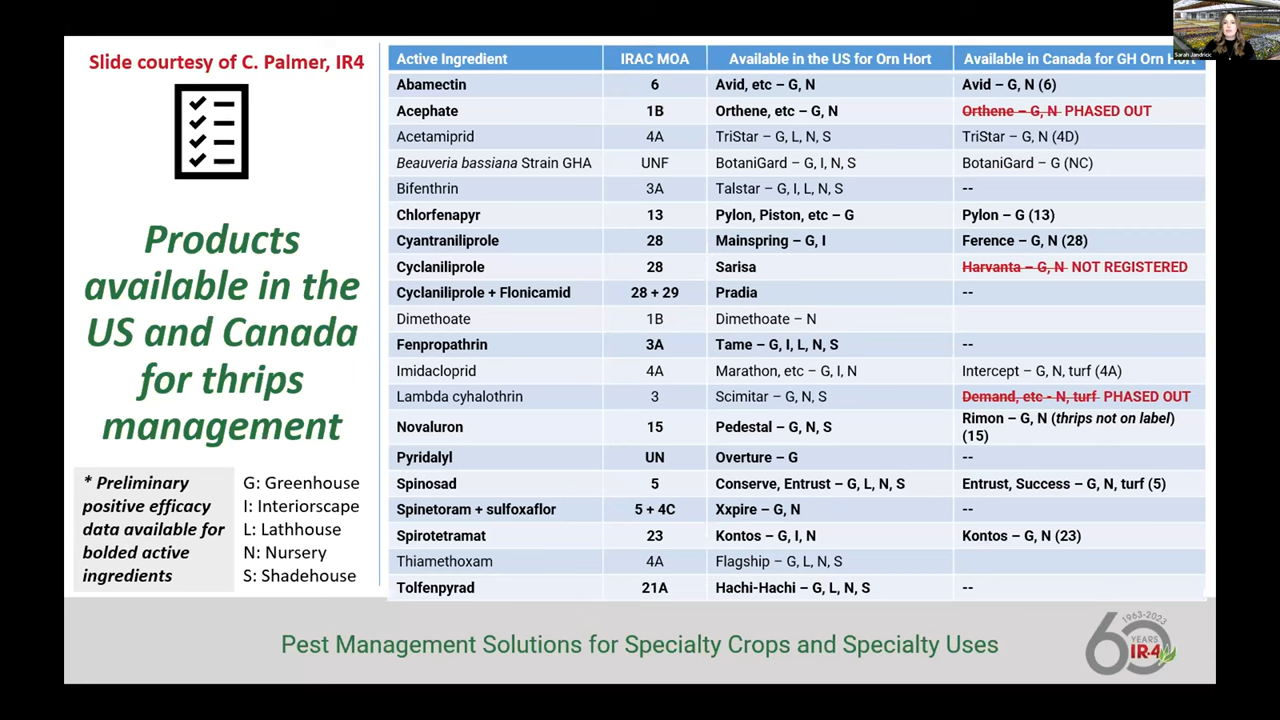 Slide courtesy of C. Palmer, IR4
Products
available in the
US and Canada
for thrips
management
* Preliminary
positive efficacy
data available for
bolded active
ingredients
G: Greenhouse
I: Interiorscape
L: Lathhouse
N: Nursery
S: Shadehouse
Active Ingredient IRAC MOA Available in the US for Orn Hort Available in Canada for GH Orn Hort
Abamectin 6 Avid, etc – G, N Avid – G, N (6)
Acephate 1B Orthene, etc – G, N Orthene – G, N PHASED OUT
Acetamiprid 4A TriStar – G, L, N, S TriStar – G, N (4D)
Beauveria bassiana Strain GHA UNF BotaniGard – G, I, N, S BotaniGard – G (NC)
Bifenthrin 3A Talstar – G, I, L, N, S --
Chlorfenapyr 13 Pylon, Piston, etc – G Pylon – G (13)
Cyantraniliprole 28 Mainspring – G, I Ference – G, N (28)
Cyclaniliprole 28 Sarisa Harvanta – G, N NOT REGISTERED
Cyclaniliprole + Flonicamid 28 + 29 Pradia --
Dimethoate 1B Dimethoate – N
Fenpropathrin 3A Tame – G, I, L, N, S --
Imidacloprid 4A Marathon, etc – G, I, N Intercept – G, N, turf (4A)
Lambda cyhalothrin 3 Scimitar – G, N, S Demand, etc - N, turf PHASED OUT
Novaluron 15 Pedestal – G, N, S Rimon – G, N (thrips not on label)
(15)
Pyridalyl UN Overture – G --
Spinosad 5 Conserve, Entrust – G, L, N, S Entrust, Success – G, N, turf (5)
Spinetoram + sulfoxaflor 5 + 4C Xxpire – G, N --
Spirotetramat 23 Kontos – G, I, N Kontos – G, N (23)
Thiamethoxam 4A Flagship – G, L, N, S
Tolfenpyrad 21A Hachi-Hachi – G, L, N, S --
Pest Management Solutions for Specialty Crops and Specialty Uses
1963-2023
60
YEARS
IR-4
Sarah Jandricic